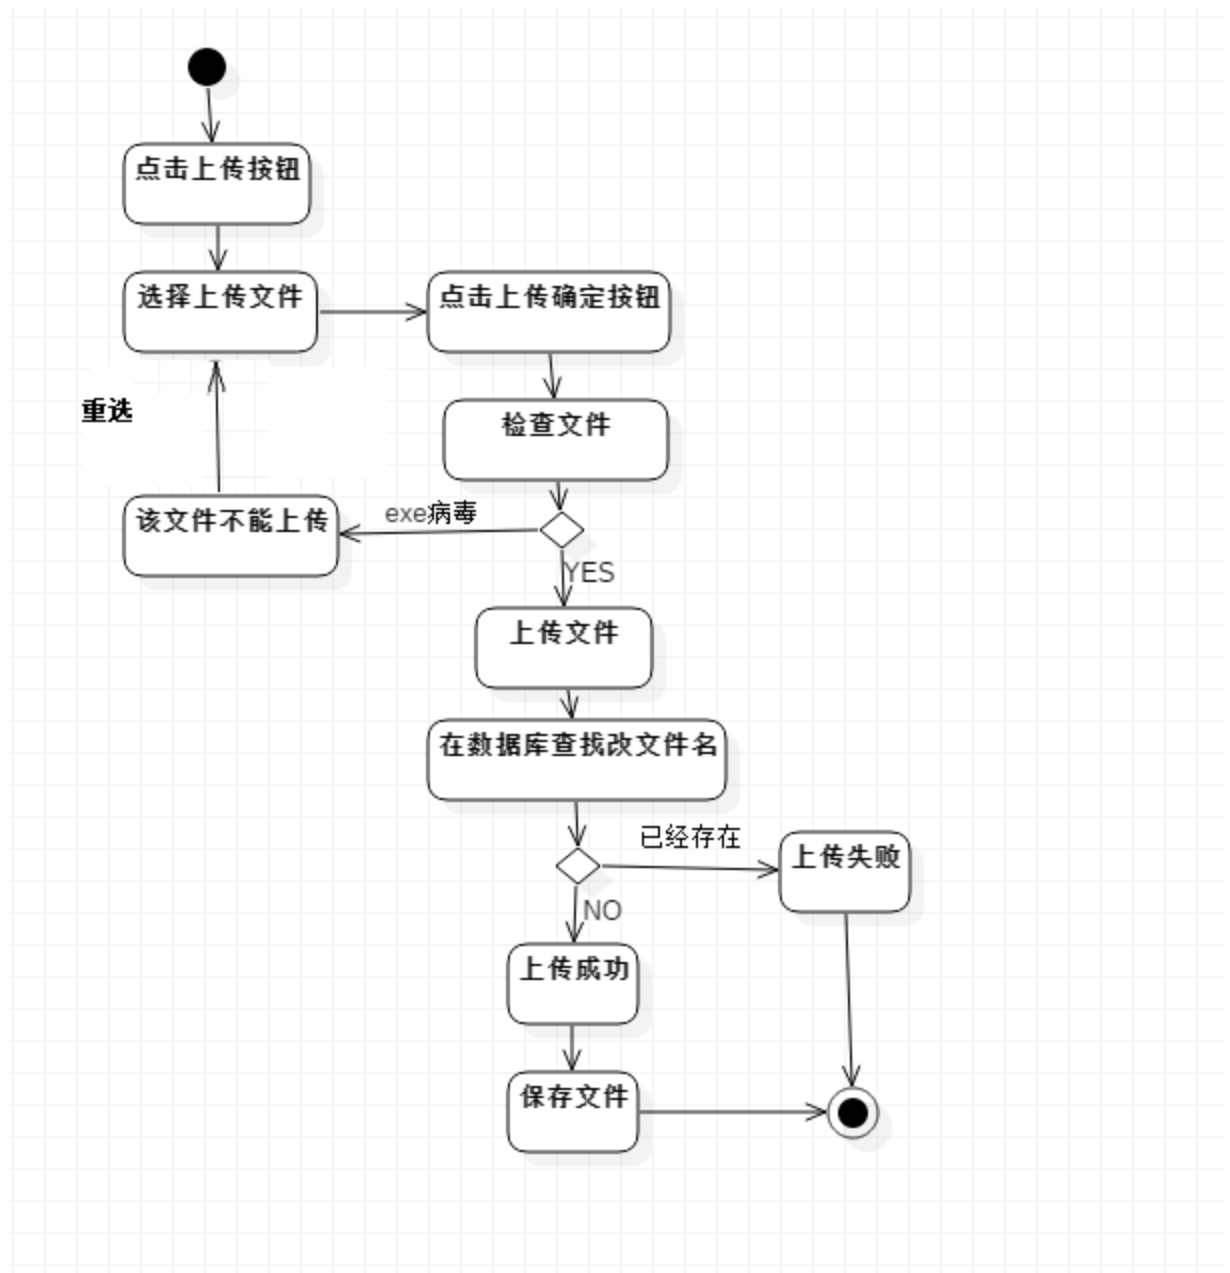 点击上传按钮
选择上传文件
点击上传确定按钮
重选
检查文件
该文件不能上传
exe病毒
YES
上传文件
在数据库查找改文件名
已经存在
上传失败
NO
上传成功
保存文件